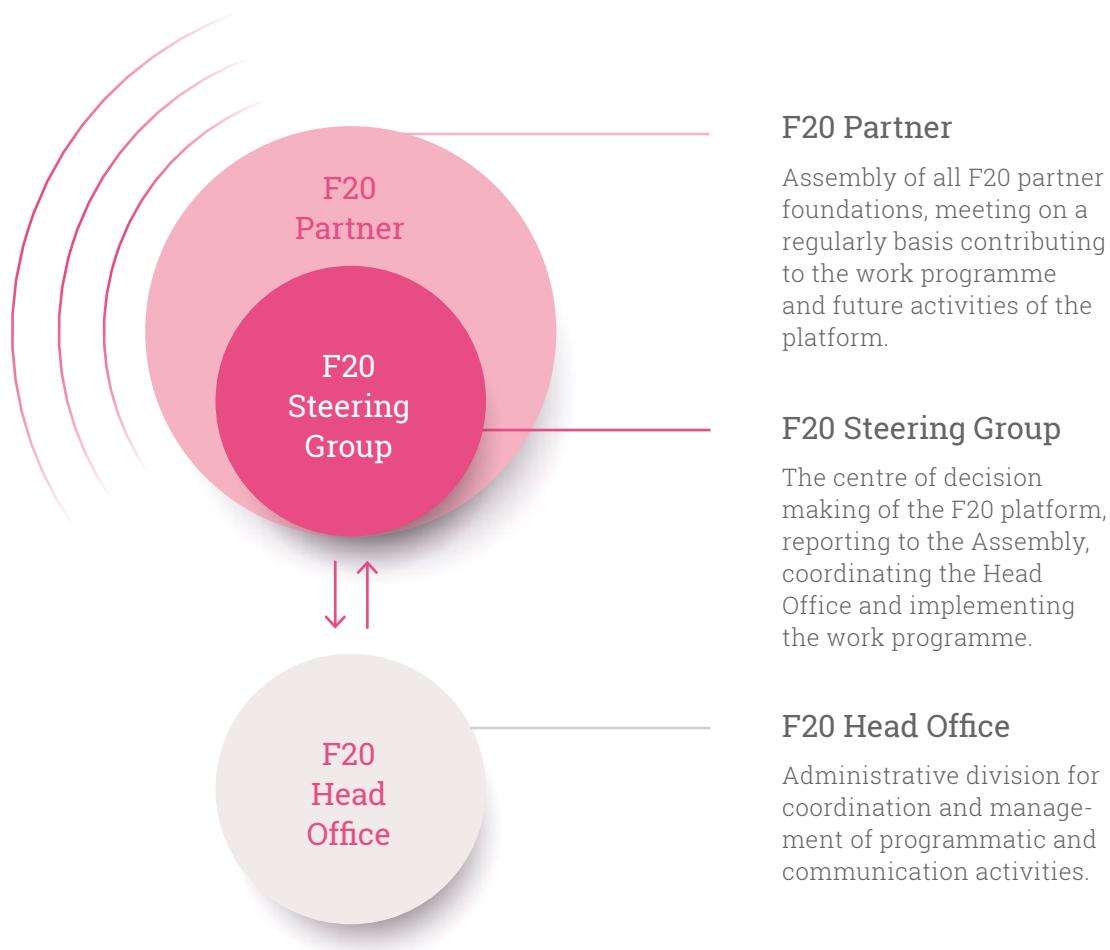 F20
Partner
F20
Steering
Group
F20
Head
Office
F20 Partner
Assembly of all F20 partner
foundations, meeting on a
regularly basis contributing
to the work programme
and future activities of the
platform.
F20 Steering Group
The centre of decision
making of the F20 platform,
reporting to the Assembly,
coordinating the Head
Office and implementing
the work programme.
F20 Head Office
Administrative division for
coordination and manage-
ment of programmatic and
communication activities.